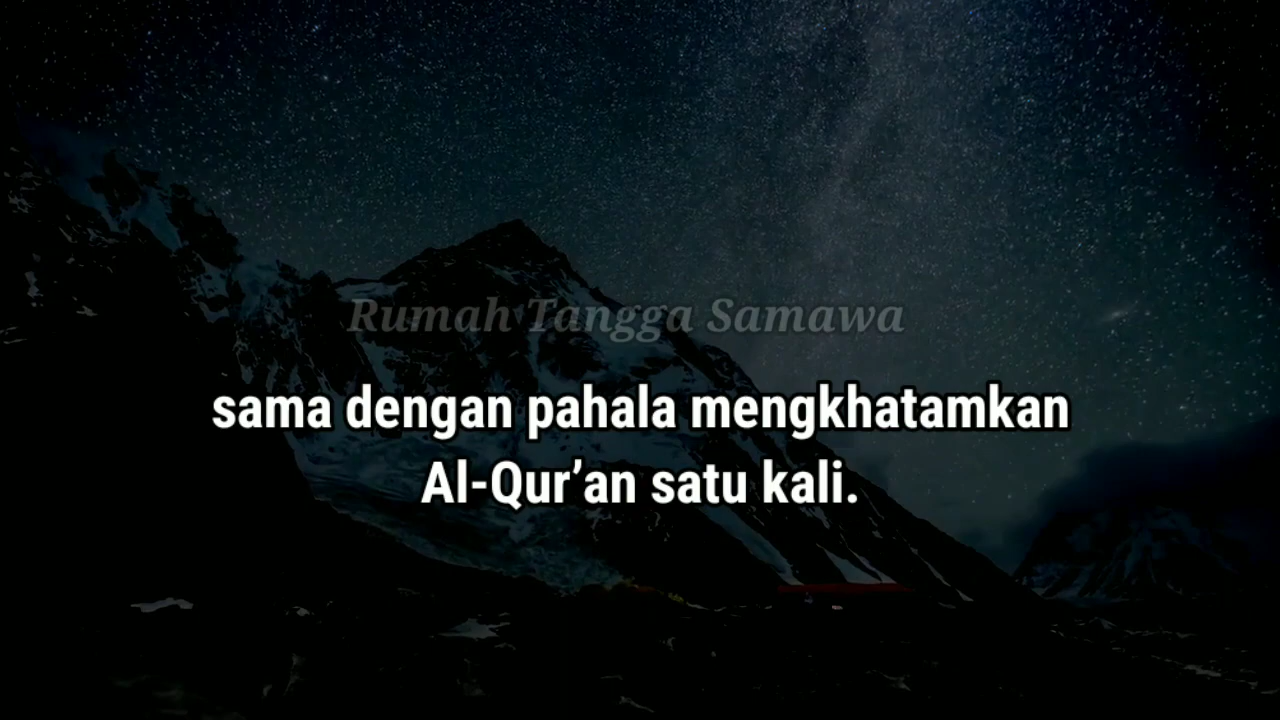 Rumah Tangga Samawa
sama dengan pahala mengkhatamkan
Al-Qur’an satu kali.